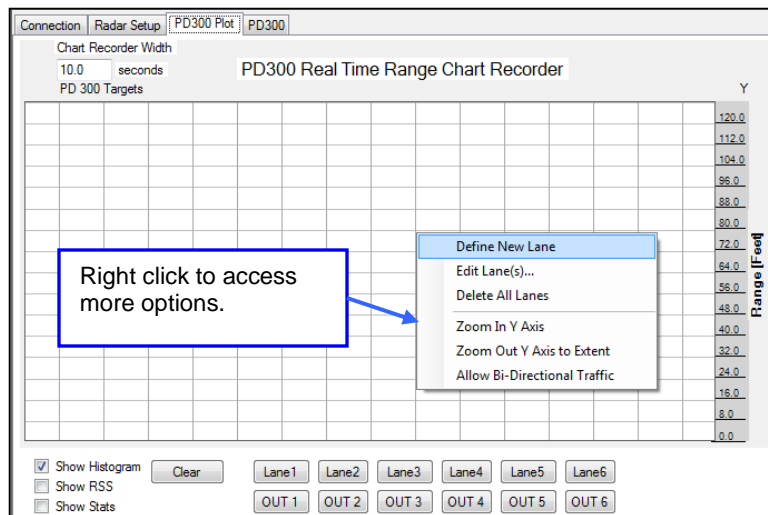 Connection Radar Setup PD300 Plot PD300
Chart Recorder Width
10.0 seconds
PD300 Real Time Range Chart Recorder
PD 300 Targets
Y
120.0
112.0
104.0
96.0
88.0
80.0
72.0
64.0
56.0
48.0
40.0
32.0
24.0
16.0
8.0
0.0
Range [Feet]
Right click to access
more options.
Define New Lane
Edit Lane(s)...
Delete All Lanes
Zoom In Y Axis
Zoom Out Y Axis to Extent
Allow Bi-Directional Traffic
Show Histogram
Show RSS
Show Stats
Clear
Lane1 Lane2 Lane3 Lane4 Lane5 Lane6
OUT 1 OUT 2 OUT 3 OUT 4 OUT 5 OUT 6